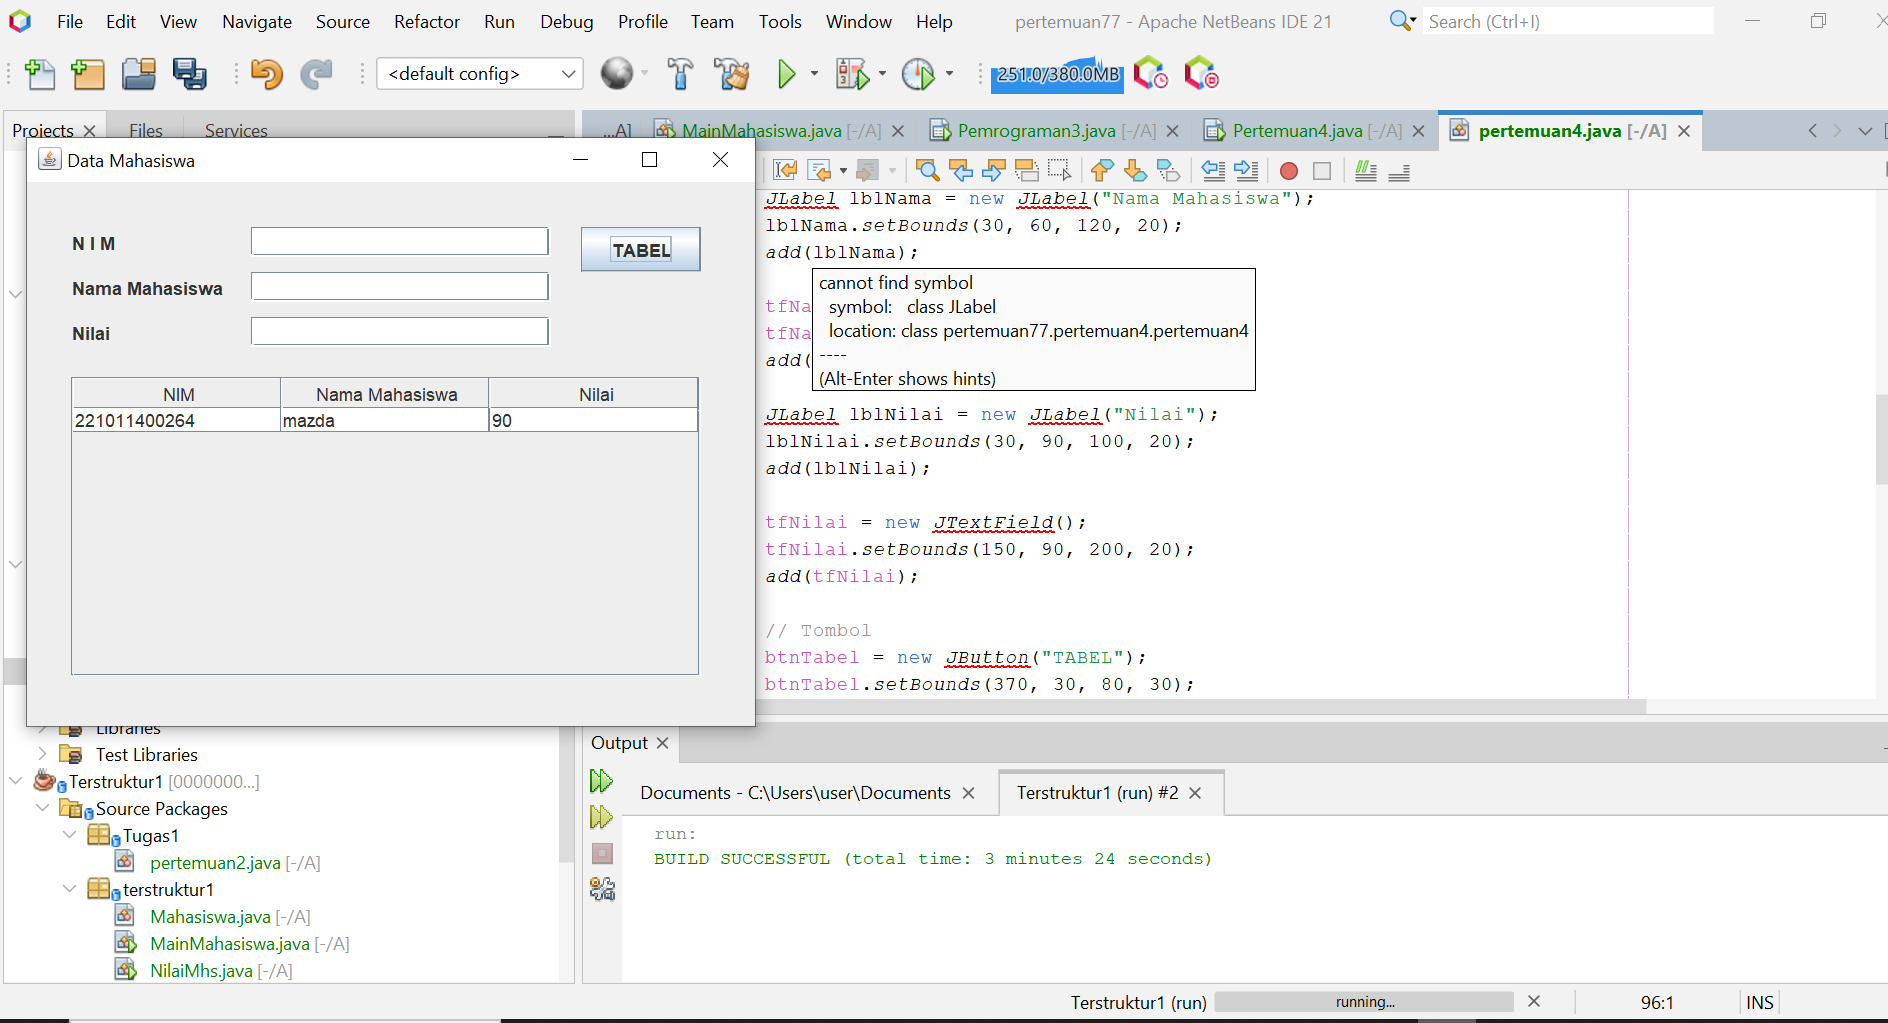 File Edit View Navigate Source Refactor Run Debug Profile Team Tools Window Help pertemuan77 - Apache NetBeans IDE 21 Search (Ctrl+I)
<default config> 251.0/380.0MB
Projects Files Services ...A] MainMahasiswa.java [-/A] Pemrograman3.java [-/A] Pertemuan4.java [-/A] pertemuan4.java [-/A]
Data Mahasiswa
N I M
TABEL
Nama Mahasiswa
Nilai
NIM Nama Mahasiswa Nilai
221011400264 mazda 90
JLabel lblNama = new JLabel("Nama Mahasiswa");
lblNama.setBounds(30, 60, 120, 20);
add(lblNama);
cannot find symbol
symbol: class JLabel
location: class pertemuan77.pertemuan4.pertemuan4
----
(Alt-Enter shows hints)
tfNa
tfNa
add(
JLabel lblNilai = new JLabel("Nilai");
lblNilai.setBounds(30, 90, 100, 20);
add(lblNilai);
tfNilai = new JTextField();
tfNilai.setBounds(150, 90, 200, 20);
add(tfNilai);
// Tombol
btnTabel = new JButton("TABEL");
btnTabel.setBounds(370, 30, 80, 30);
Libraries
Test Libraries
Terstruktur1 [0000000...]
Source Packages
Tugas1
pertemuan2.java [-/A]
terstruktur1
Mahasiswa.java [-/A]
MainMahasiswa.java [-/A]
NilaiMhs.java [-/A]
Output
Documents - C:\Users\user\Documents Terstruktur1 (run) #2
run:
BUILD SUCCESSFUL (total time: 3 minutes 24 seconds)
Terstruktur1 (run) running... 96:1 INS